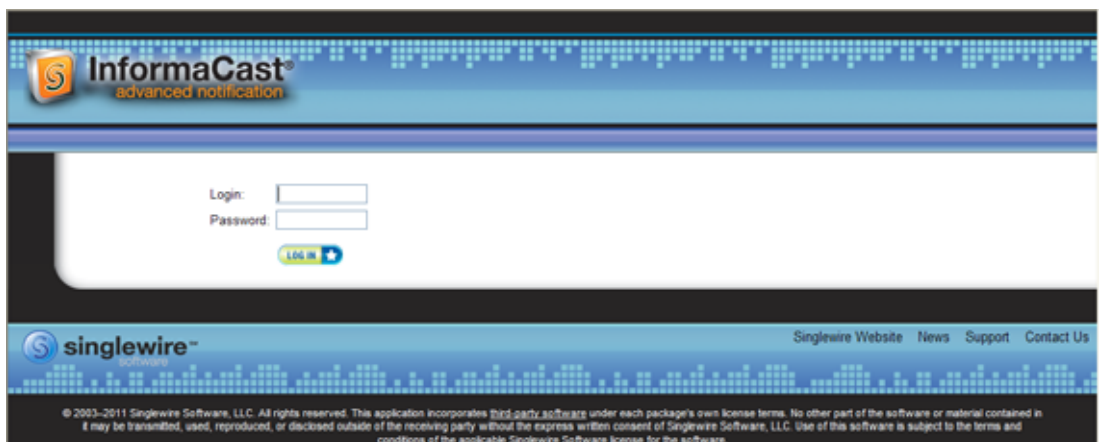 InformaCast®
advanced notification
Login:
Password:
LOG IN
singlewire™
software
Singlewire Website News Support Contact Us
© 2003–2011 Singlewire Software, LLC. All rights reserved. This application incorporates third-party software under each package's own license terms. No other part of the software or material contained in
it may be transmitted, used, reproduced, or disclosed outside of the receiving party without the express written consent of Singlewire Software, LLC. Use of this software is subject to the terms and
conditions of the applicable Singlewire Software license for the software.